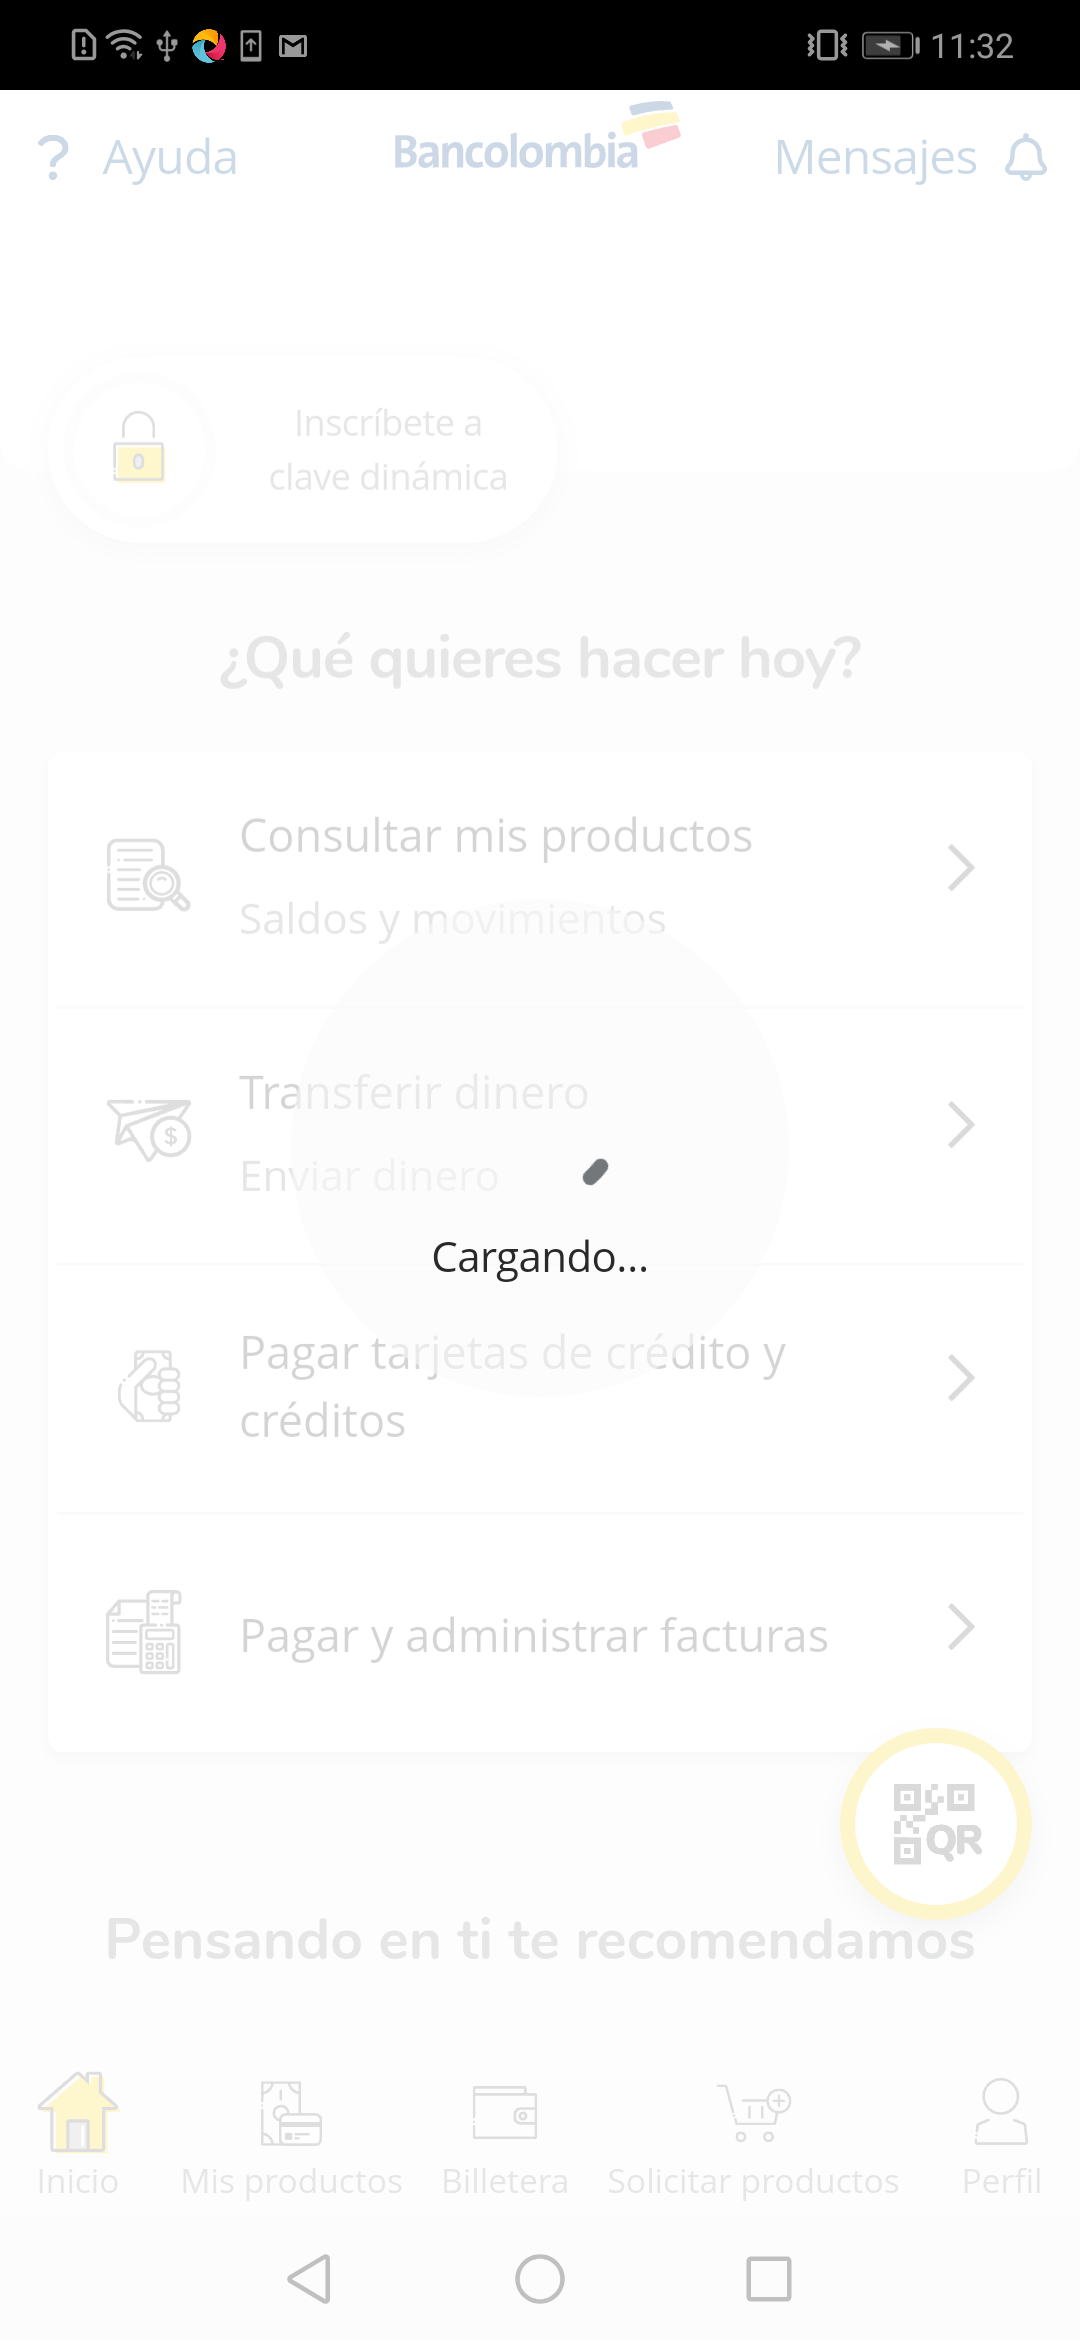 11:32
Ayuda
Bancolombia
Mensajes
Inscríbete a
clave dinámica
¿Qué quieres hacer hoy?
Consultar mis productos
Saldos y movimientos
Transferir dinero
Enviar dinero
Cargando...
Pagar tarjetas de crédito y
créditos
Pagar y administrar facturas
QR
Pensando en ti te recomendamos
Inicio
Mis productos
Billetera
Solicitar productos
Perfil